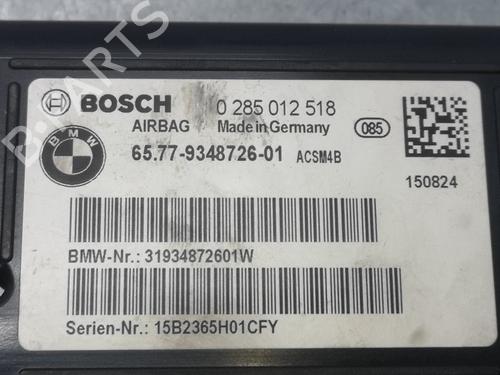 BOSCH 0 285 012 518
AIRBAG Made in Germany 085
BMW 65.77-9348726-01 ACSM4B
150824
BMW-Nr.: 31934872601W
Serien-Nr.: 15B2365H01CFY
B-PARTS